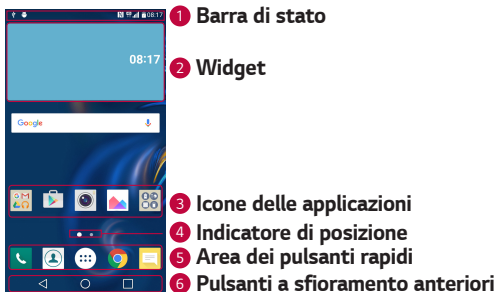 08:17
1 Barra di stato
08:17
2 Widget
Google
3 Icone delle applicazioni
4 Indicatore di posizione
5 Area dei pulsanti rapidi
6 Pulsanti a sfioramento anteriori